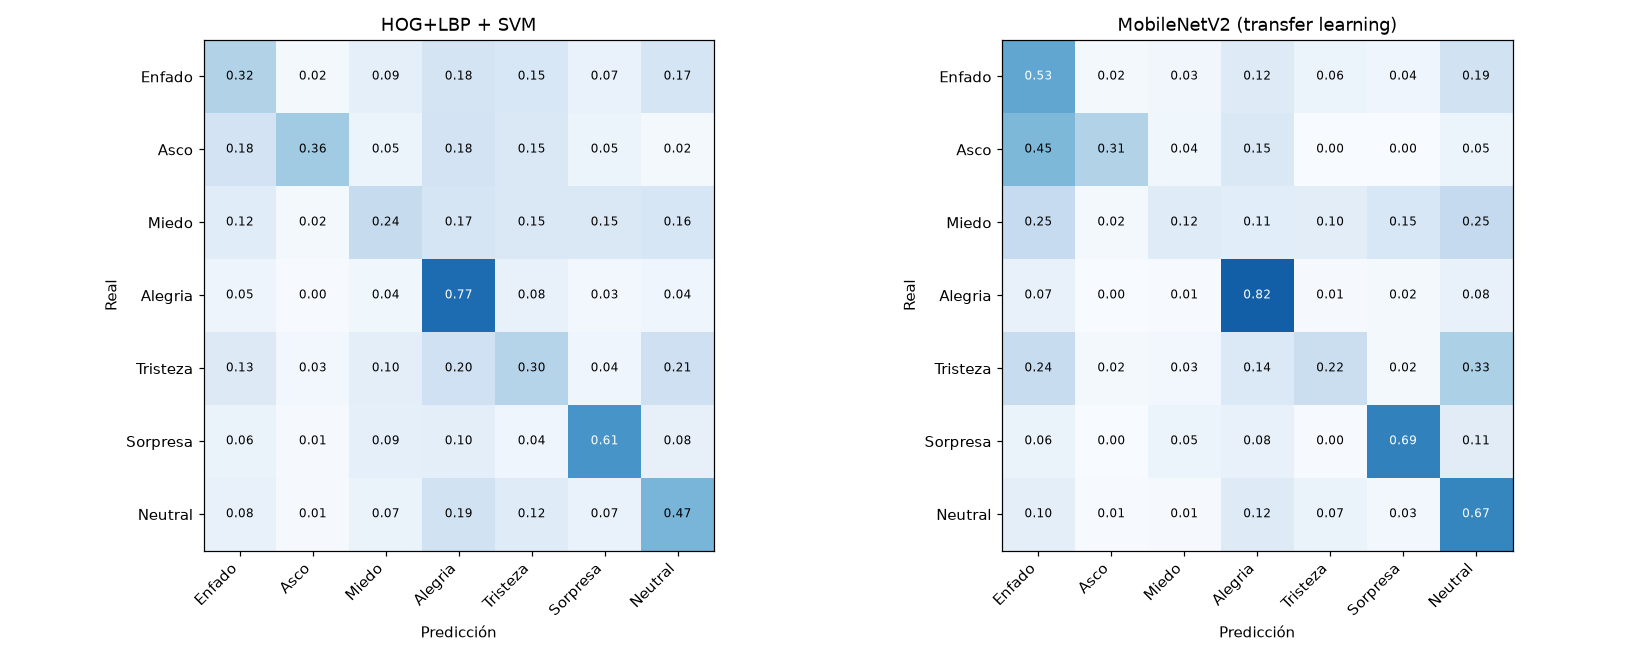 HOG+LBP + SVM
Real
Enfado 0.32 0.02 0.09 0.18 0.15 0.07 0.17
Asco 0.18 0.36 0.05 0.18 0.15 0.05 0.02
Miedo 0.12 0.02 0.24 0.17 0.15 0.15 0.16
Alegria 0.05 0.00 0.04 0.77 0.08 0.03 0.04
Tristeza 0.13 0.03 0.10 0.20 0.30 0.04 0.21
Sorpresa 0.06 0.01 0.09 0.10 0.04 0.61 0.08
Neutral 0.08 0.01 0.07 0.19 0.12 0.07 0.47
Enfado Asco Miedo Alegria Tristeza Sorpresa Neutral
Predicción
MobileNetV2 (transfer learning)
Real
Enfado 0.53 0.02 0.03 0.12 0.06 0.04 0.19
Asco 0.45 0.31 0.04 0.15 0.00 0.00 0.05
Miedo 0.25 0.02 0.12 0.11 0.10 0.15 0.25
Alegria 0.07 0.00 0.01 0.82 0.01 0.02 0.08
Tristeza 0.24 0.02 0.03 0.14 0.22 0.02 0.33
Sorpresa 0.06 0.00 0.05 0.08 0.00 0.69 0.11
Neutral 0.10 0.01 0.01 0.12 0.07 0.03 0.67
Enfado Asco Miedo Alegria Tristeza Sorpresa Neutral
Predicción